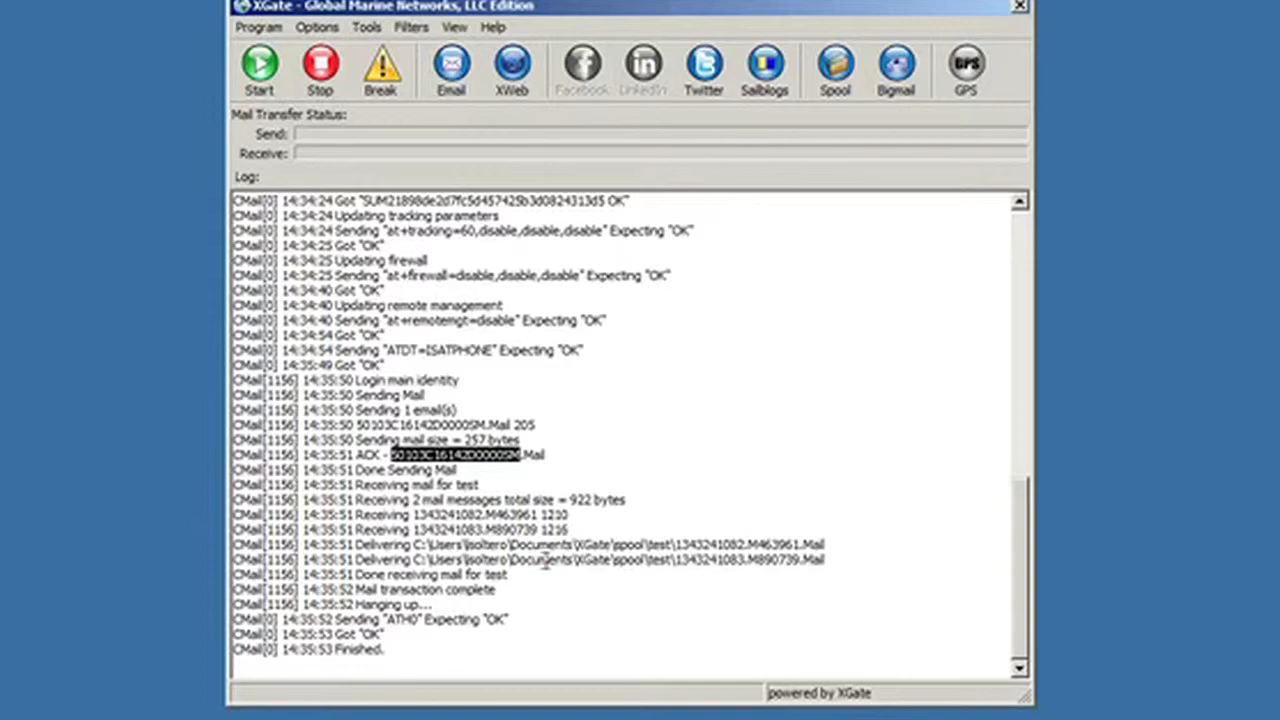 XGate - Global Marine Networks, LLC Edition
Program Options Tools Filters View Help
Start Stop Break Email XWeb Facebook LinkedIn Twitter Sailblogs Spool Bigmail GPS
Mail Transfer Status:
Send:
Receive:
Log:
CMail[0] 14:34:24 Got "SUM21898de2d7fc5d457425b3d0824313d5 OK"
CMail[0] 14:34:24 Updating tracking parameters
CMail[0] 14:34:24 Sending "at+tracking=60,disable,disable,disable" Expecting "OK"
CMail[0] 14:34:25 Got "OK"
CMail[0] 14:34:25 Updating firewall
CMail[0] 14:34:25 Sending "at+firewall=disable,disable,disable" Expecting "OK"
CMail[0] 14:34:40 Got "OK"
CMail[0] 14:34:40 Updating remote management
CMail[0] 14:34:40 Sending "at+remotemgt=disable" Expecting "OK"
CMail[0] 14:34:54 Got "OK"
CMail[0] 14:34:54 Sending "ATDT=ISATPHONE" Expecting "OK"
CMail[0] 14:35:49 Got "OK"
CMail[1156] 14:35:50 Login main identity
CMail[1156] 14:35:50 Sending Mail
CMail[1156] 14:35:50 Sending 1 email(s)
CMail[1156] 14:35:50 50103C16142D0000SM.Mail 205
CMail[1156] 14:35:50 Sending mail size = 257 bytes
CMail[1156] 14:35:51 ACK - 50103C16142D0000SM.Mail
CMail[1156] 14:35:51 Done Sending Mail
CMail[1156] 14:35:51 Receiving mail for test
CMail[1156] 14:35:51 Receiving 2 mail messages total size = 922 bytes
CMail[1156] 14:35:51 Receiving 1343241082.M463961 1210
CMail[1156] 14:35:51 Receiving 1343241083.M890739 1216
CMail[1156] 14:35:51 Delivering C:\Users\lsoltero\Documents\XGate\spool\test\1343241082.M463961.Mail
CMail[1156] 14:35:51 Delivering C:\Users\lsoltero\Documents\XGate\spool\test\1343241083.M890739.Mail
CMail[1156] 14:35:51 Done receiving mail for test
CMail[1156] 14:35:52 Mail transaction complete
CMail[1156] 14:35:52 Hanging up...
CMail[0] 14:35:52 Sending "ATH0" Expecting "OK"
CMail[0] 14:35:53 Got "OK"
CMail[0] 14:35:53 Finished.
powered by XGate